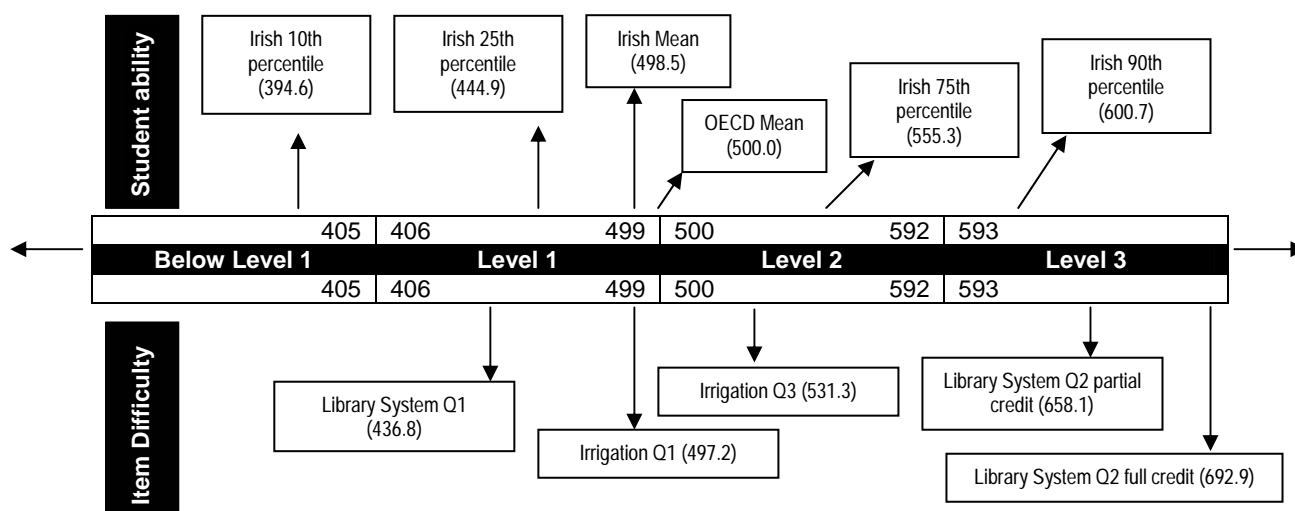 Student ability
Irish 10th
percentile
(394.6)
Irish 25th
percentile
(444.9)
Irish Mean
(498.5)
OECD Mean
(500.0)
Irish 75th
percentile
(555.3)
Irish 90th
percentile
(600.7)
405 406 499 500 592 593
Below Level 1 Level 1 Level 2 Level 3
405 406 499 500 592 593
Item Difficulty
Library System Q1
(436.8)
Irrigation Q1 (497.2)
Irrigation Q3 (531.3)
Library System Q2 partial
credit (658.1)
Library System Q2 full credit (692.9)